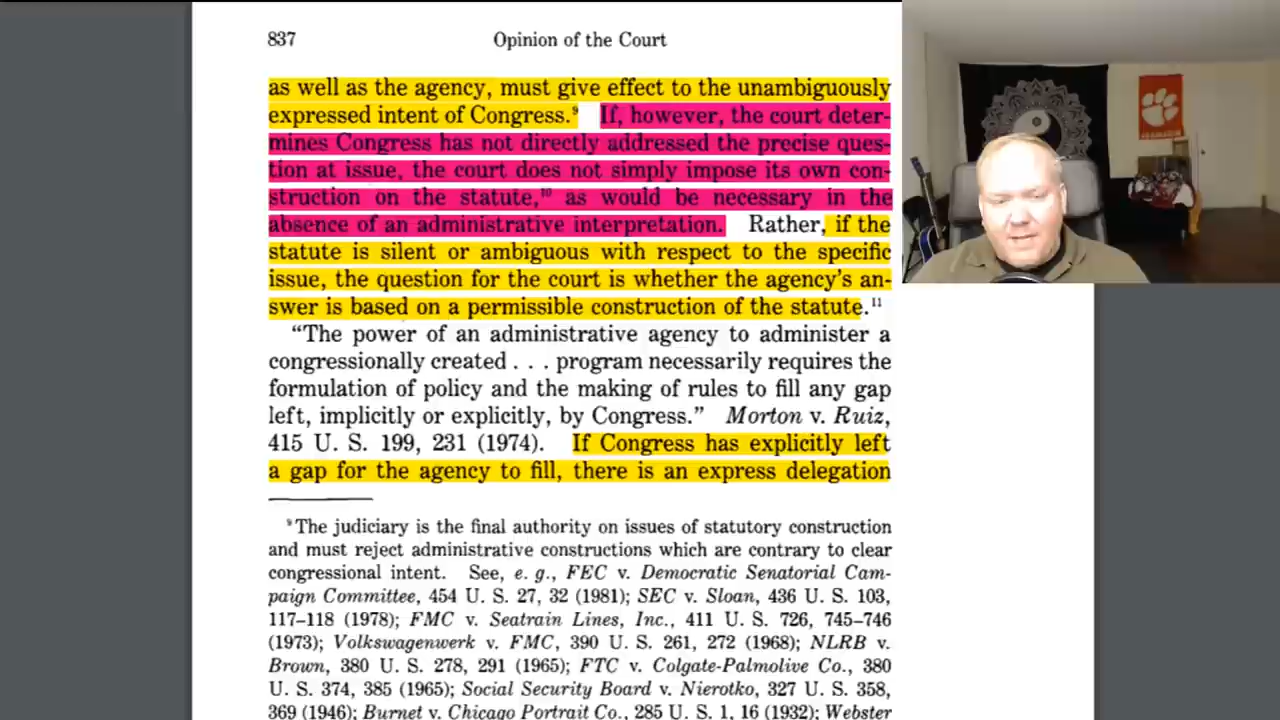 837
Opinion of the Court
as well as the agency, must give effect to the unambiguously
expressed intent of Congress.⁹ If, however, the court deter-
mines Congress has not directly addressed the precise ques-
tion at issue, the court does not simply impose its own con-
struction on the statute,¹⁰ as would be necessary in the
absence of an administrative interpretation. Rather, if the
statute is silent or ambiguous with respect to the specific
issue, the question for the court is whether the agency's an-
swer is based on a permissible construction of the statute.¹¹
“The power of an administrative agency to administer a
congressionally created . . . program necessarily requires the
formulation of policy and the making of rules to fill any gap
left, implicitly or explicitly, by Congress.” Morton v. Ruiz,
415 U. S. 199, 231 (1974). If Congress has explicitly left
a gap for the agency to fill, there is an express delegation
⁹The judiciary is the final authority on issues of statutory construction
and must reject administrative constructions which are contrary to clear
congressional intent. See, e. g., FEC v. Democratic Senatorial Cam-
paign Committee, 454 U. S. 27, 32 (1981); SEC v. Sloan, 436 U. S. 103,
117–118 (1978); FMC v. Seatrain Lines, Inc., 411 U. S. 726, 745–746
(1973); Volkswagenwerk v. FMC, 390 U. S. 261, 272 (1968); NLRB v.
Brown, 380 U. S. 278, 291 (1965); FTC v. Colgate-Palmolive Co., 380
U. S. 374, 385 (1965); Social Security Board v. Nierotko, 327 U. S. 358,
369 (1946); Burnet v. Chicago Portrait Co., 285 U. S. 1, 16 (1932); Webster